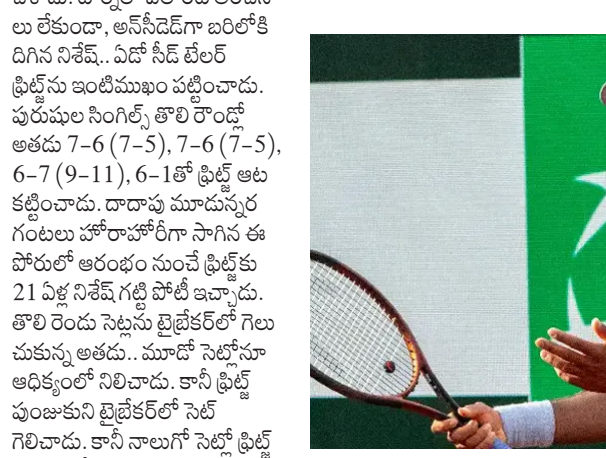 లు లేకుండా, అన్‌సీడెడ్‌గా బరిలోకి
దిగిన నిశేష్.. ఏడో సీడ్ టేలర్
ఫ్రిట్జ్‌ను ఇంటిముఖం పట్టించాడు.
పురుషుల సింగిల్స్ తొలి రౌండ్లో
అతడు 7-6 (7-5), 7-6 (7-5),
6-7 (9-11), 6-1తో ఫ్రిట్జ్ ఆట
కట్టించాడు. దాదాపు మూడున్నర
గంటలు హోరాహోరీగా సాగిన ఈ
పోరులో ఆరంభం నుంచే ఫ్రిట్జ్‌కు
21 ఏళ్ల నిశేష్ గట్టి పోటీ ఇచ్చాడు.
తొలి రెండు సెట్లను టైబ్రేకర్‌లో గెలు
చుకున్న అతడు.. మూడో సెట్లోనూ
ఆధిక్యంలో నిలిచాడు. కానీ ఫ్రిట్జ్
పుంజుకుని టైబ్రేకర్‌లో సెట్
గెలిచాడు. కానీ నాలుగో సెట్లో ఫ్రిట్జ్